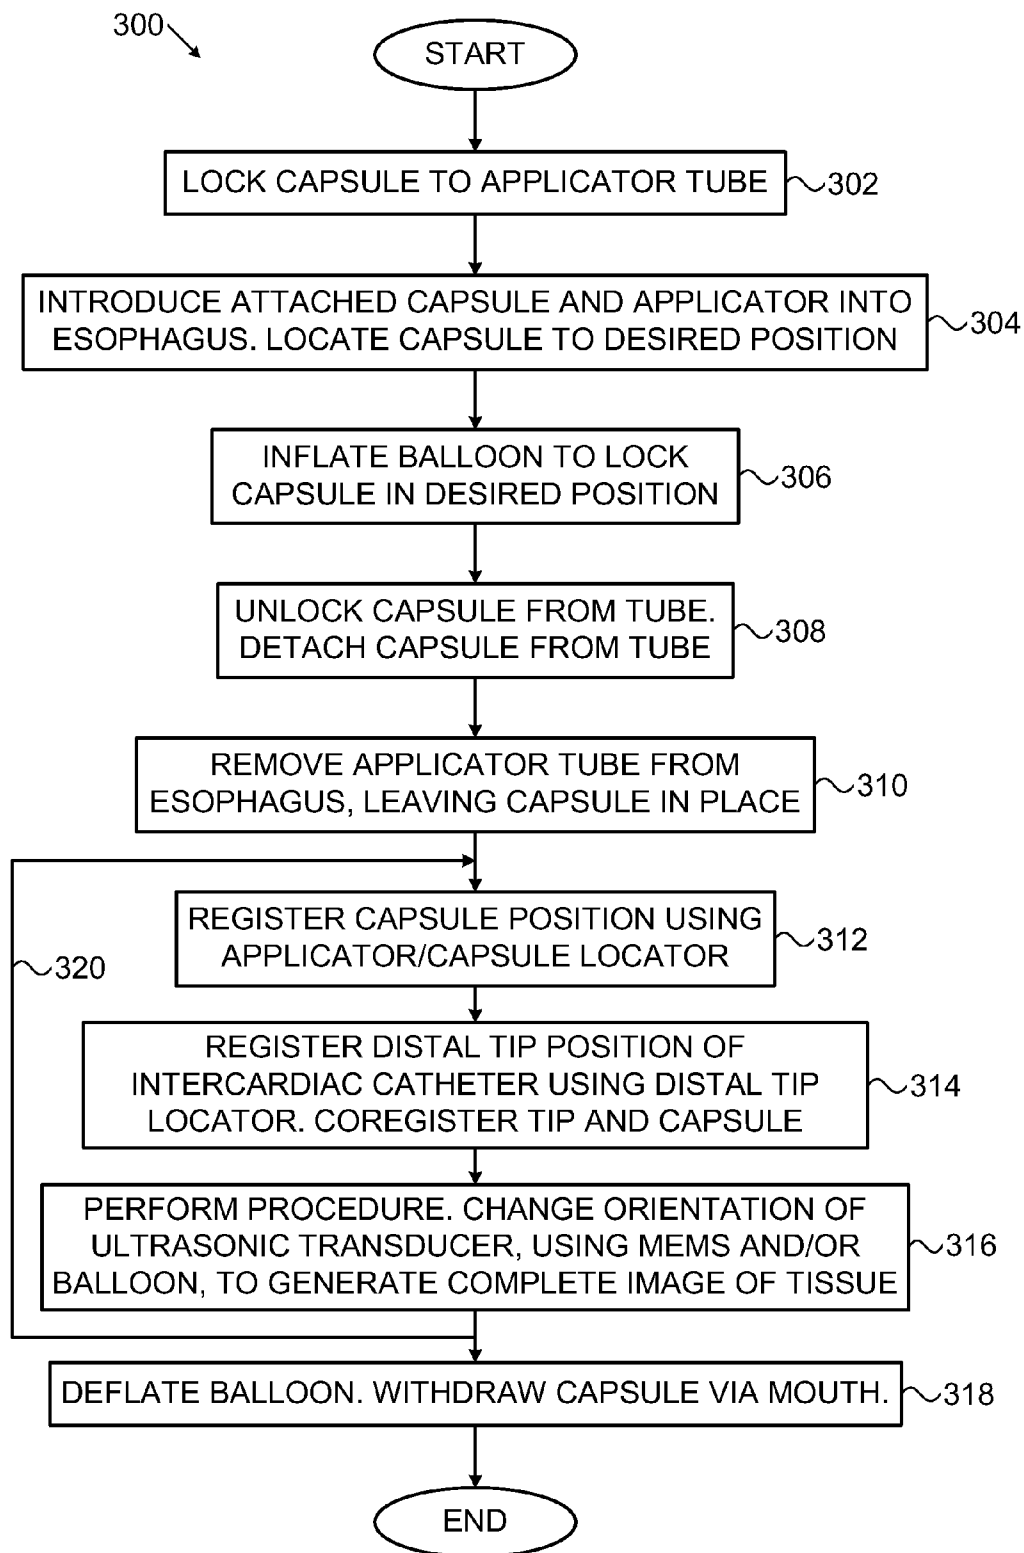 300
START
LOCK CAPSULE TO APPLICATOR TUBE
302
INTRODUCE ATTACHED CAPSULE AND APPLICATOR INTO
ESOPHAGUS. LOCATE CAPSULE TO DESIRED POSITION
304
INFLATE BALLOON TO LOCK
CAPSULE IN DESIRED POSITION
306
UNLOCK CAPSULE FROM TUBE.
DETACH CAPSULE FROM TUBE
308
REMOVE APPLICATOR TUBE FROM
ESOPHAGUS, LEAVING CAPSULE IN PLACE
310
REGISTER CAPSULE POSITION USING
APPLICATOR/CAPSULE LOCATOR
312
320
REGISTER DISTAL TIP POSITION OF
INTERCARDIAC CATHETER USING DISTAL TIP
LOCATOR. COREGISTER TIP AND CAPSULE
314
PERFORM PROCEDURE. CHANGE ORIENTATION OF
ULTRASONIC TRANSDUCER, USING MEMS AND/OR
BALLOON, TO GENERATE COMPLETE IMAGE OF TISSUE
316
DEFLATE BALLOON. WITHDRAW CAPSULE VIA MOUTH.
318
END